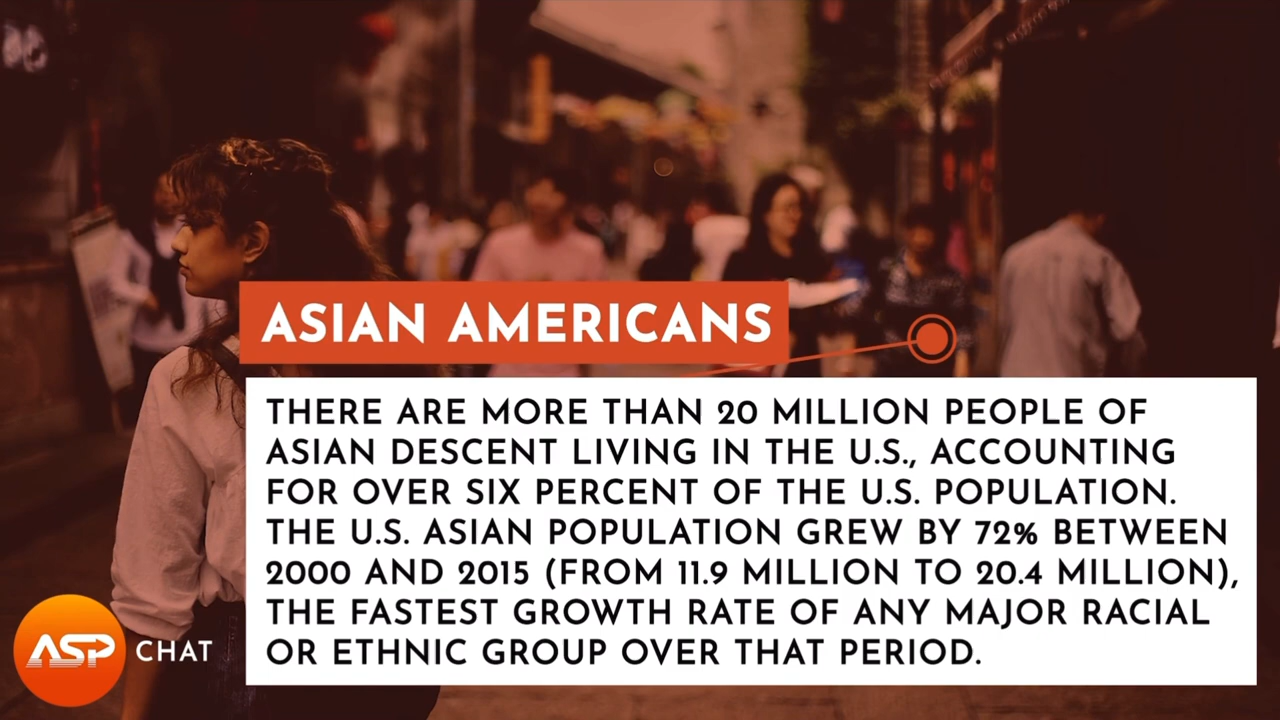 ASIAN AMERICANS
THERE ARE MORE THAN 20 MILLION PEOPLE OF
ASIAN DESCENT LIVING IN THE U.S., ACCOUNTING
FOR OVER SIX PERCENT OF THE U.S. POPULATION.
THE U.S. ASIAN POPULATION GREW BY 72% BETWEEN
2000 AND 2015 (FROM 11.9 MILLION TO 20.4 MILLION),
THE FASTEST GROWTH RATE OF ANY MAJOR RACIAL
OR ETHNIC GROUP OVER THAT PERIOD.
ASP CHAT